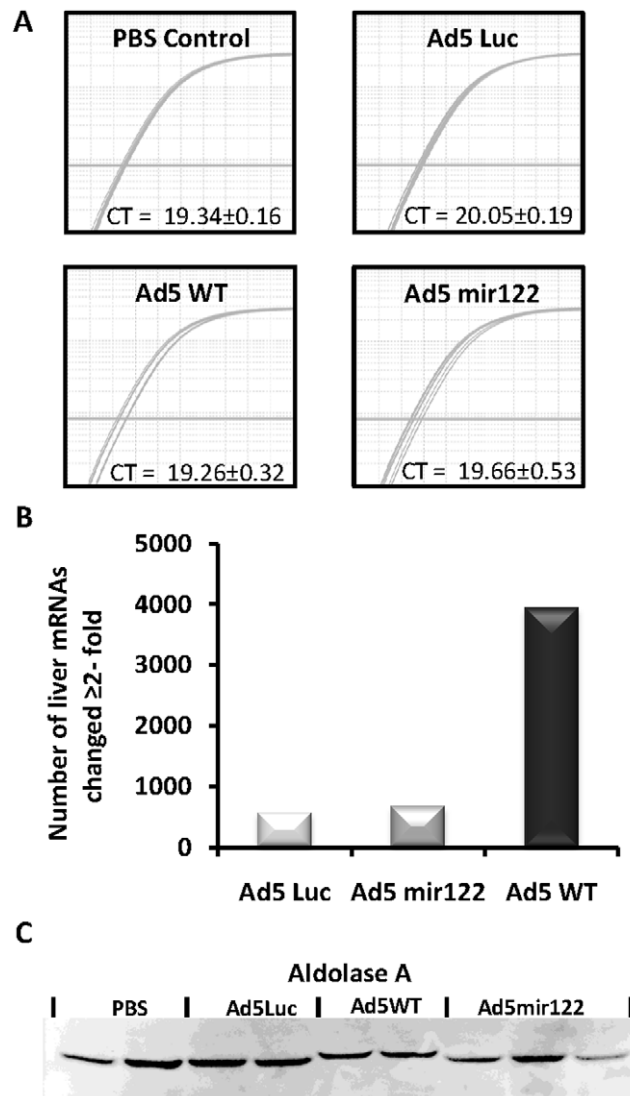 A
PBS Control
CT = 19.34±0.16
Ad5 Luc
CT = 20.05±0.19
Ad5 WT
CT = 19.26±0.32
Ad5 mir122
CT = 19.66±0.53
B
Number of liver mRNAs
changed ≥2- fold
5000
4000
3000
2000
1000
0
Ad5 Luc Ad5 mir122 Ad5 WT
C
Aldolase A
PBS Ad5Luc Ad5WT Ad5mir122